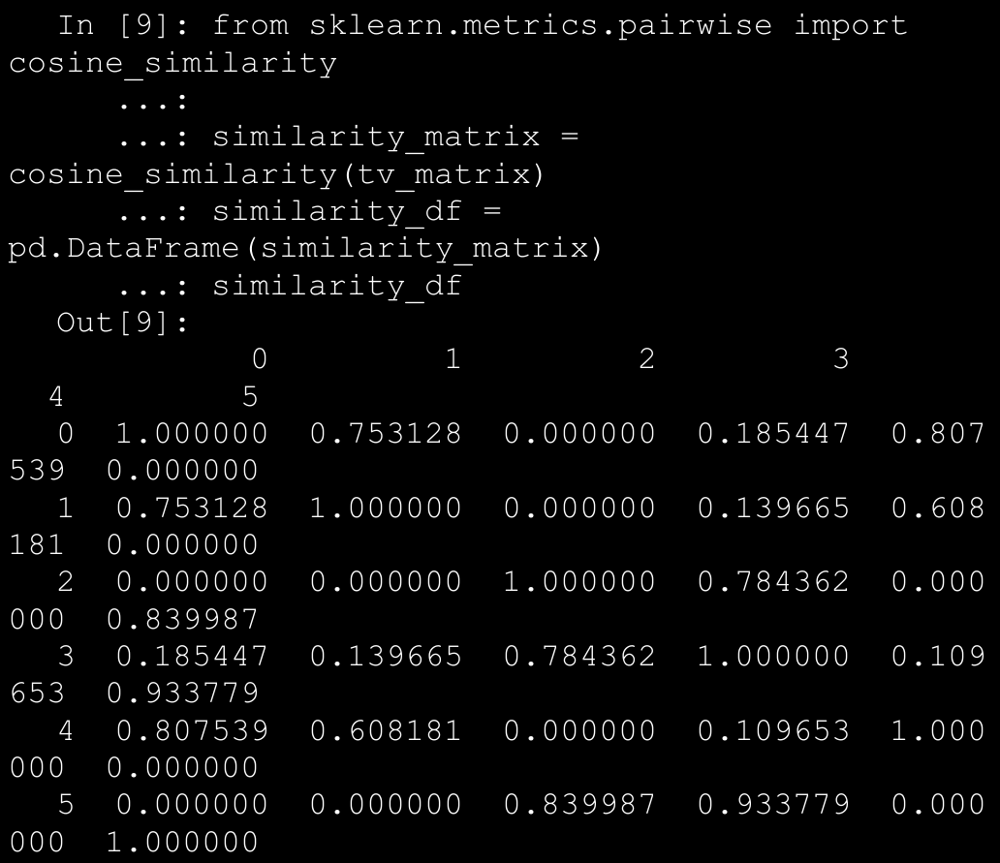 In [9]: from sklearn.metrics.pairwise import
cosine_similarity
...:
...: similarity_matrix =
cosine_similarity(tv_matrix)
...: similarity_df =
pd.DataFrame(similarity_matrix)
...: similarity_df
Out[9]:
0 1 2 3
4 5
0 1.000000 0.753128 0.000000 0.185447 0.807
539 0.000000
1 0.753128 1.000000 0.000000 0.139665 0.608
181 0.000000
2 0.000000 0.000000 1.000000 0.784362 0.000
000 0.839987
3 0.185447 0.139665 0.784362 1.000000 0.109
653 0.933779
4 0.807539 0.608181 0.000000 0.109653 1.000
000 0.000000
5 0.000000 0.000000 0.839987 0.933779 0.000
000 1.000000